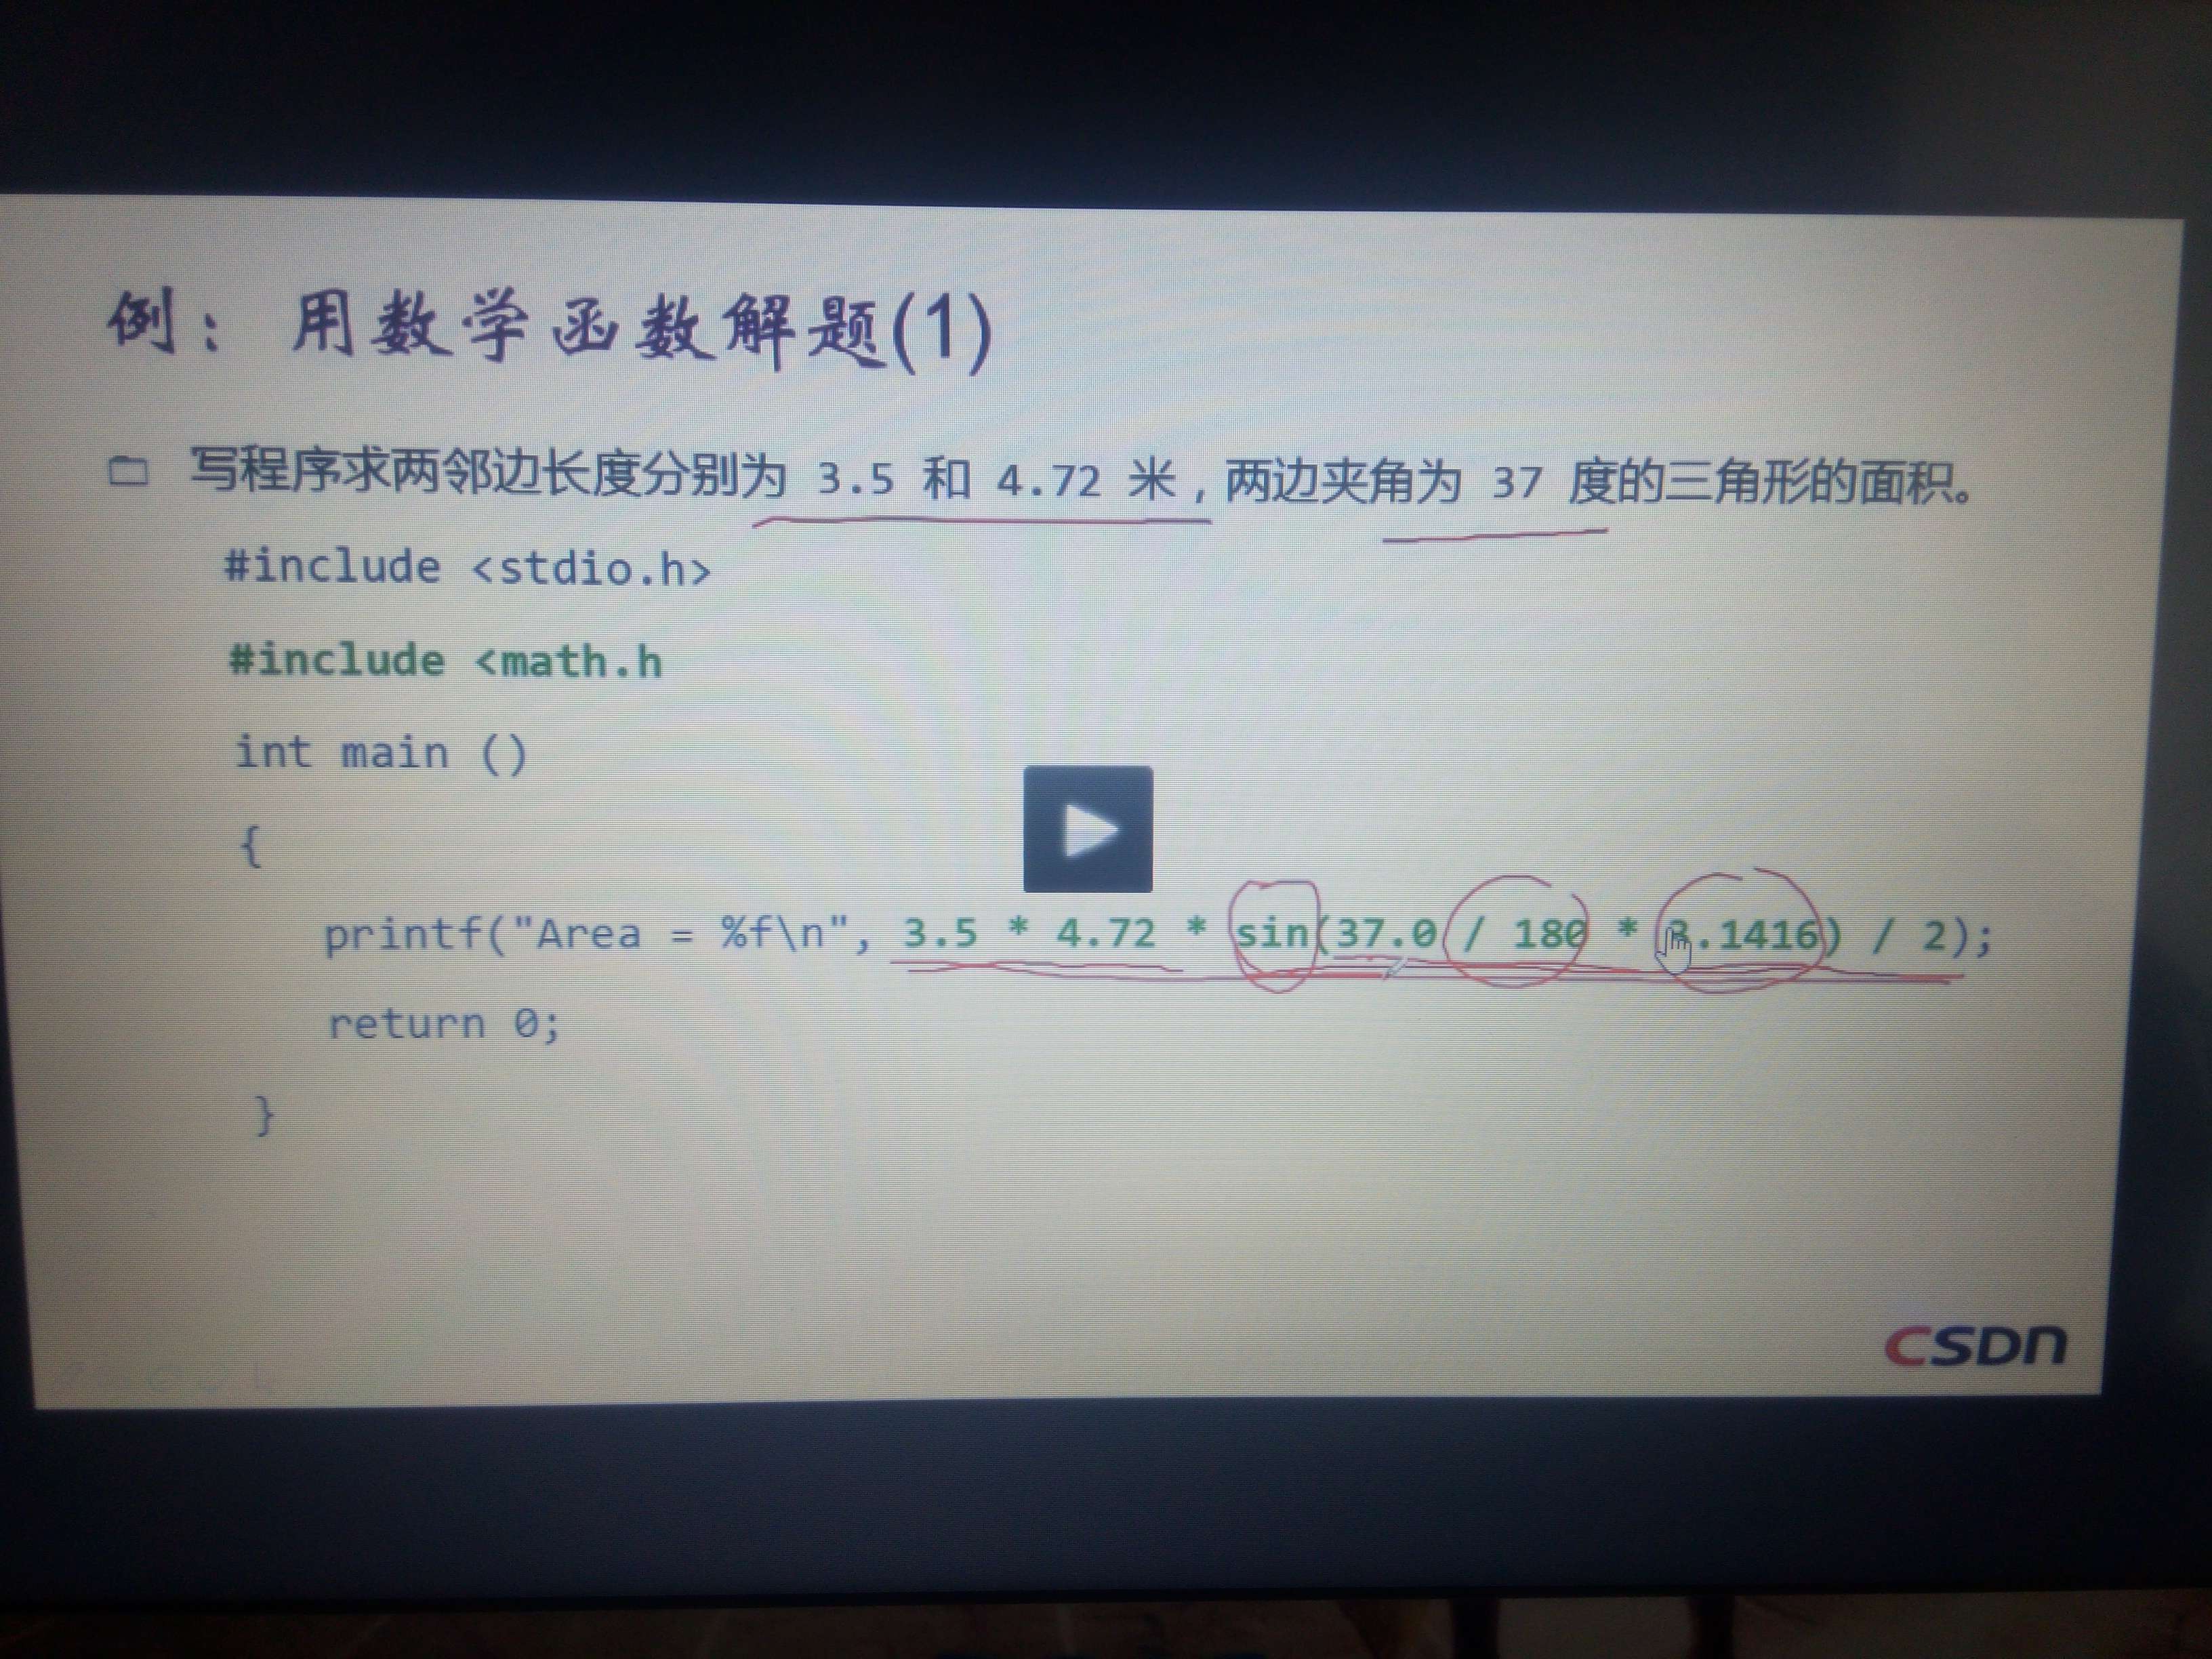 例：用数学函数解题(1)
写程序求两邻边长度分别为 3.5 和 4.72 米，两边夹角为 37 度的三角形的面积。
#include <stdio.h>
#include <math.h
int main ()
{
printf("Area = %f\n", 3.5 * 4.72 * sin(37.0 / 180 * 3.1416) / 2);
return 0;
}
CSDN